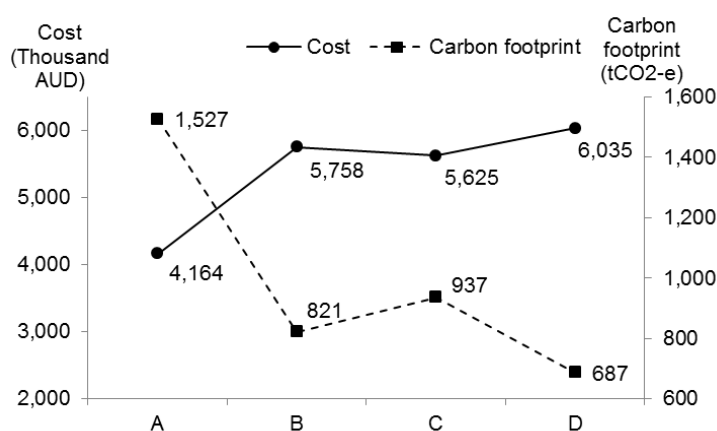 Cost
(Thousand
AUD)
Cost
Carbon footprint
Carbon
footprint
(tCO2-e)
6,000
5,000
4,000
3,000
2,000
1,600
1,400
1,200
1,000
800
600
1,527
4,164
5,758
821
5,625
937
6,035
687
A
B
C
D